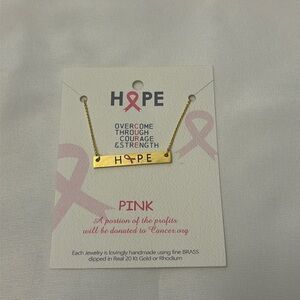 HOPE
OVERCOME
THROUGH
COURAGE
&STRENGTH
HOPE
PINK
A portion of the profits
will be donated to Cancer.org
Each Jewelry is lovingly handmade using fine BRASS
dipped in Real 20 Kt Gold or Rhodium